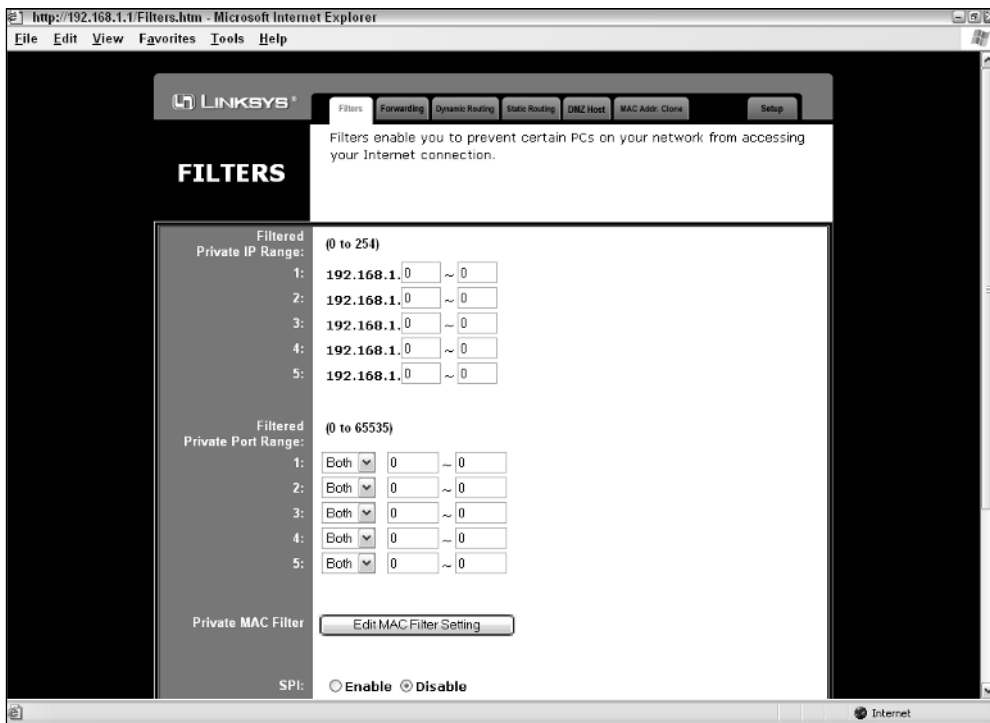 http://192.168.1.1/Filters.htm - Microsoft Internet Explorer
File Edit View Favorites Tools Help
LINKSYS®
Filters Forwarding Dynamic Routing Static Routing DMZ Host MAC Addr. Clone Setup
FILTERS
Filters enable you to prevent certain PCs on your network from accessing
your Internet connection.
Filtered
Private IP Range:
(0 to 254)
1: 192.168.1. 0 ~ 0
2: 192.168.1. 0 ~ 0
3: 192.168.1. 0 ~ 0
4: 192.168.1. 0 ~ 0
5: 192.168.1. 0 ~ 0
Filtered
Private Port Range:
(0 to 65535)
1: Both 0 ~ 0
2: Both 0 ~ 0
3: Both 0 ~ 0
4: Both 0 ~ 0
5: Both 0 ~ 0
Private MAC Filter Edit MAC Filter Setting
SPI: Enable Disable
Internet